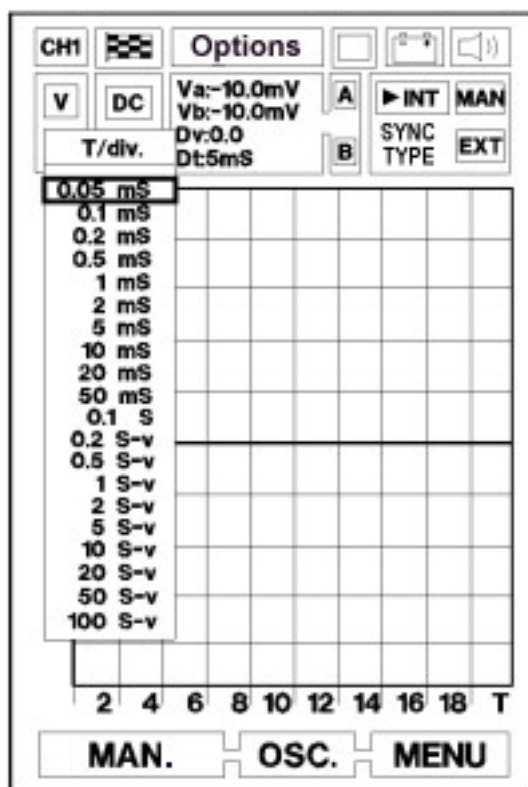 CH1 Options
V DC Va:-10.0mV A ►INT MAN
Vb:-10.0mV
Dv:0.0 SYNC
T/div. Dt:5mS B TYPE EXT
0.05 mS
0.1 mS
0.2 mS
0.5 mS
1 mS
2 mS
5 mS
10 mS
20 mS
50 mS
0.1 S
0.2 S-v
0.5 S-v
1 S-v
2 S-v
5 S-v
10 S-v
20 S-v
50 S-v
100 S-v
2 4 6 8 10 12 14 16 18 T
MAN. OSC. MENU